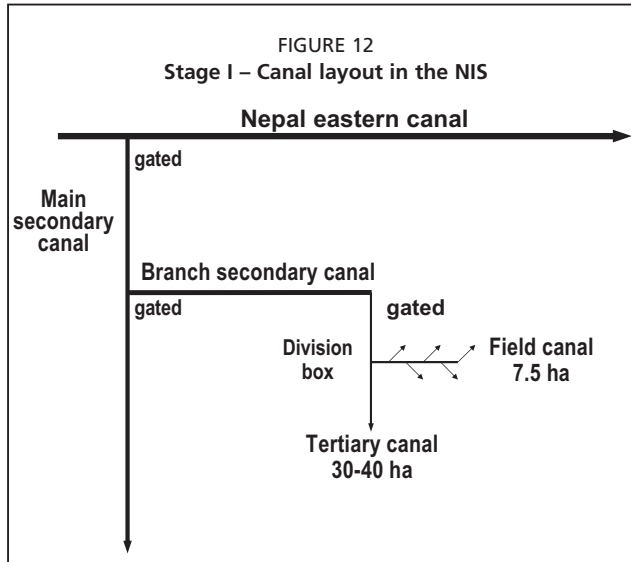 FIGURE 12
Stage I – Canal layout in the NIS
Nepal eastern canal
gated
Main
secondary
canal
Branch secondary canal
gated
gated
Division
box
Field canal
7.5 ha
Tertiary canal
30-40 ha